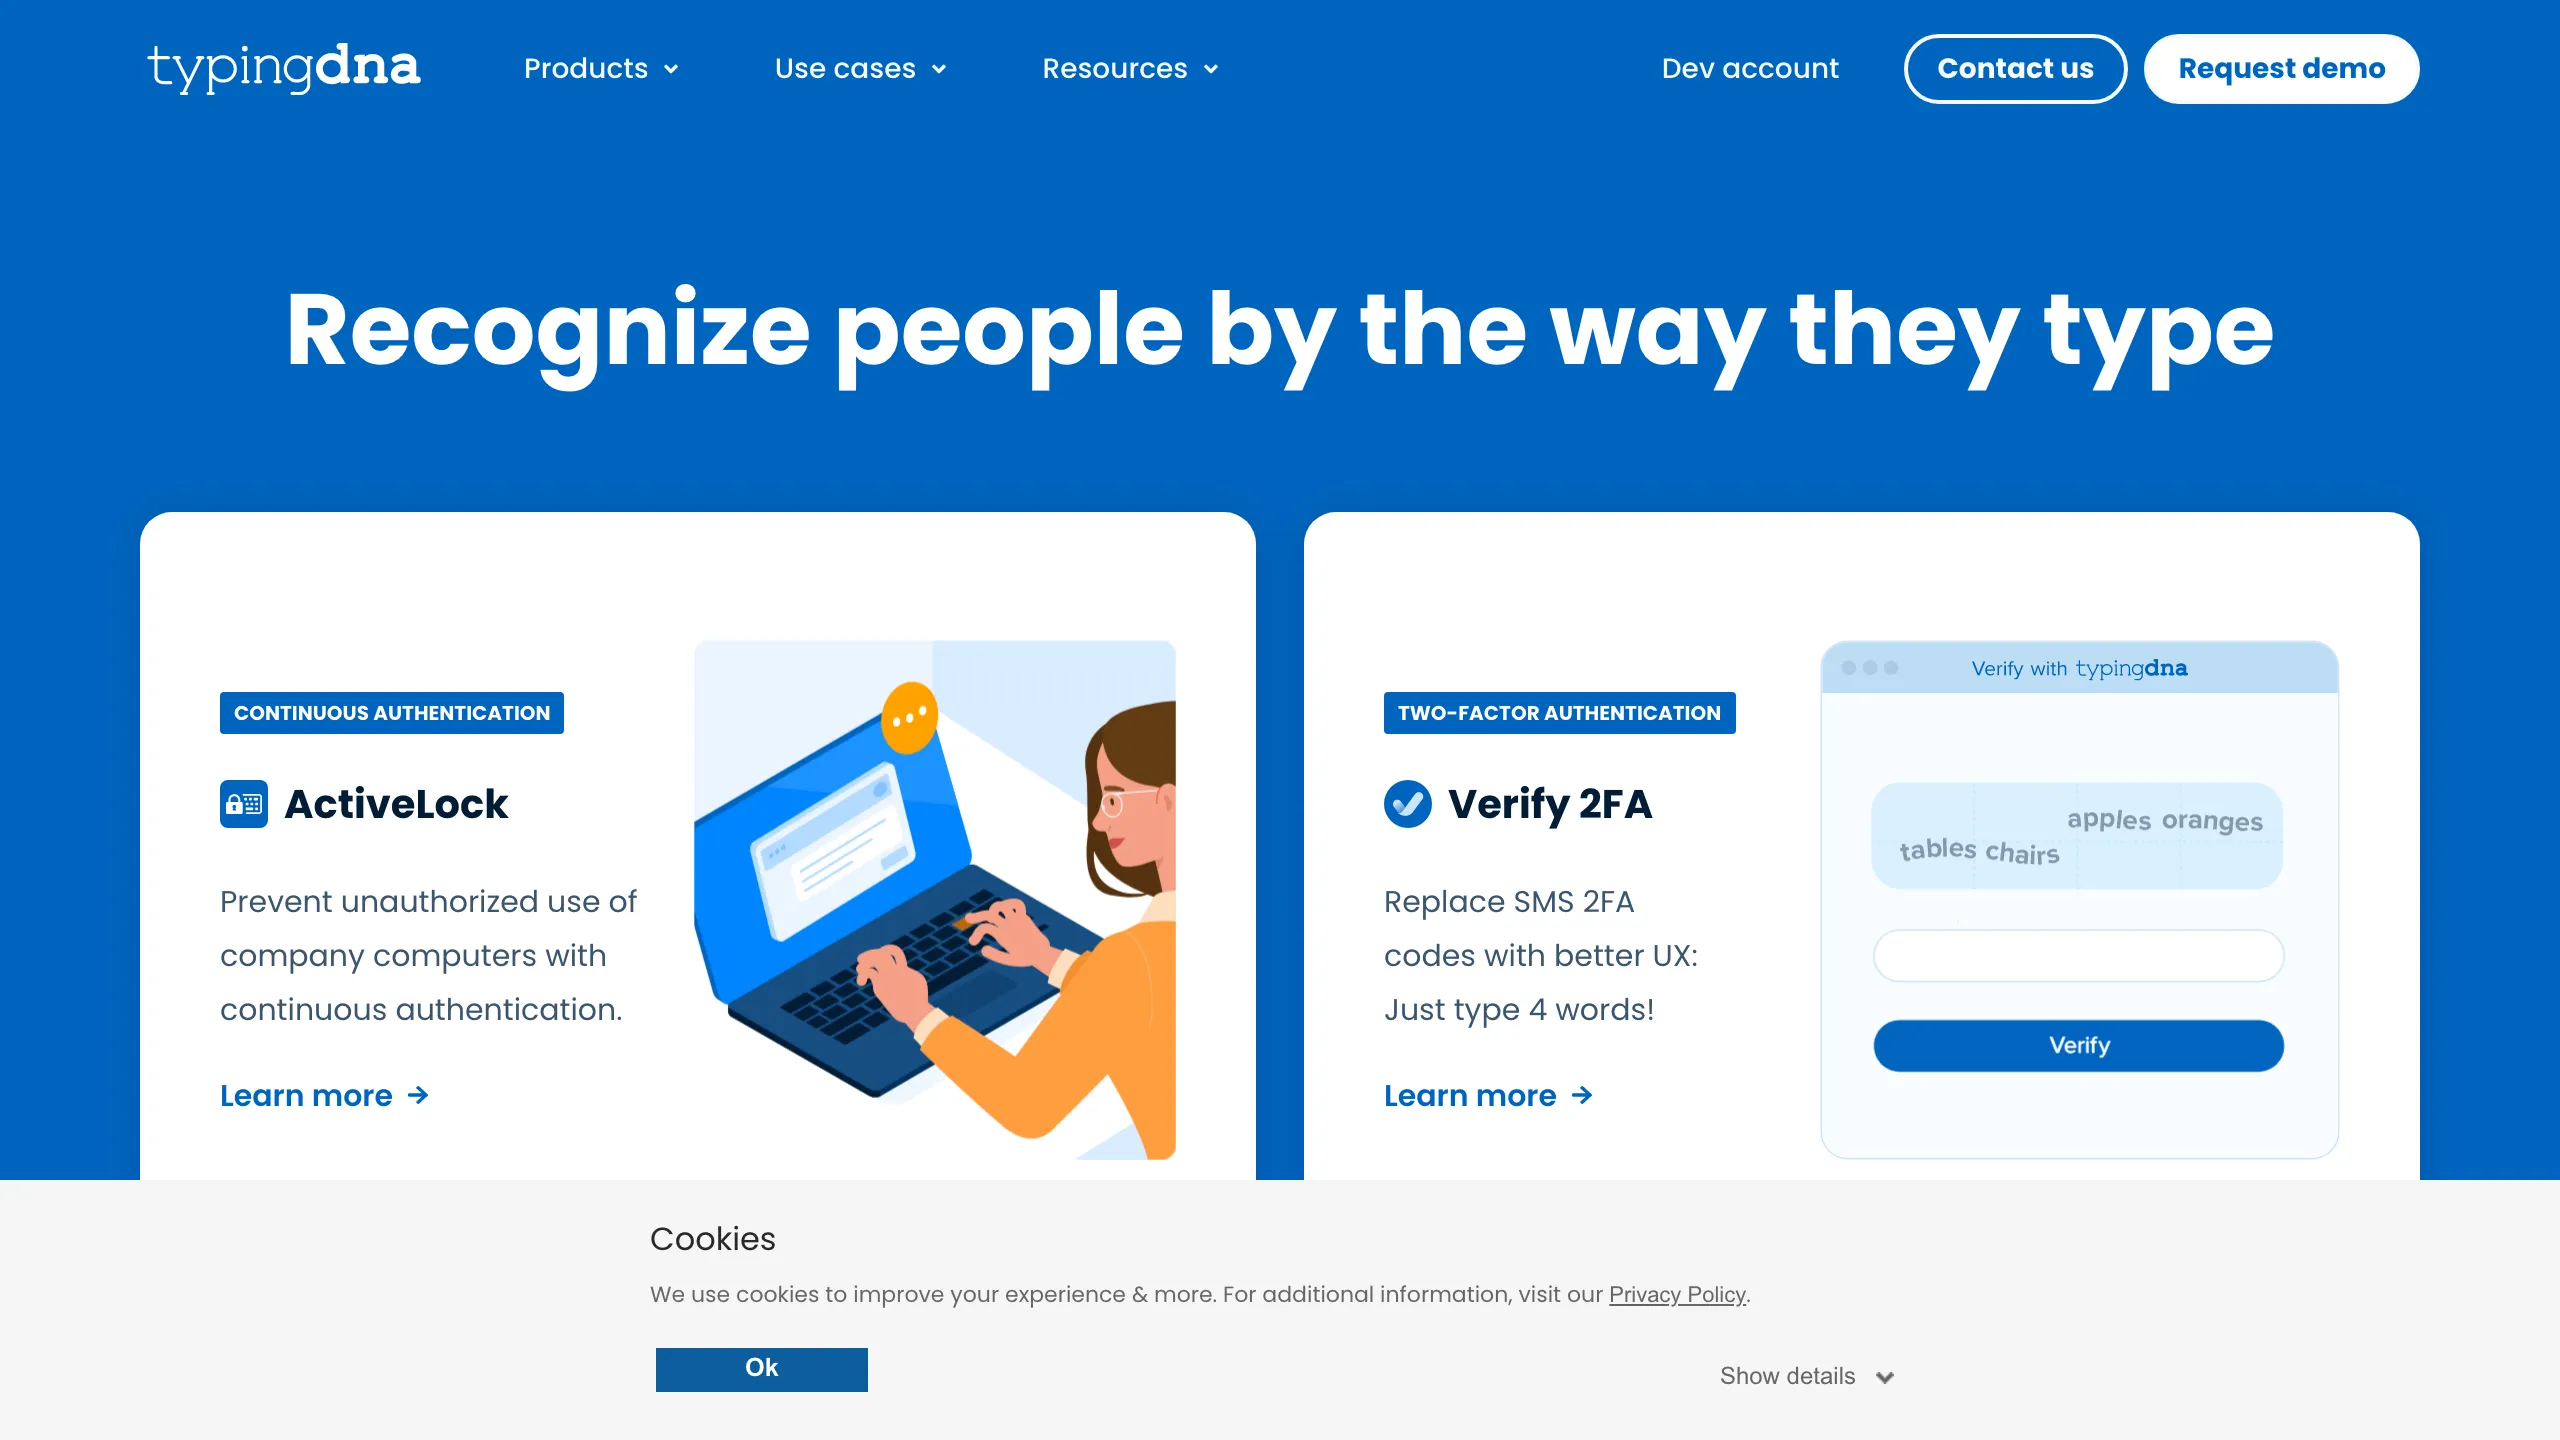 typingdna
Products
Use cases
Resources
Dev account
Contact us
Request demo
Recognize people by the way they type
CONTINUOUS AUTHENTICATION
ActiveLock
Prevent unauthorized use of
company computers with
continuous authentication.
Learn more →
TWO-FACTOR AUTHENTICATION
Verify 2FA
Replace SMS 2FA
codes with better UX:
Just type 4 words!
Learn more →
Verify with typingdna
tables chairs apples oranges
Verify
Cookies
We use cookies to improve your experience & more. For additional information, visit our Privacy Policy.
Ok
Show details